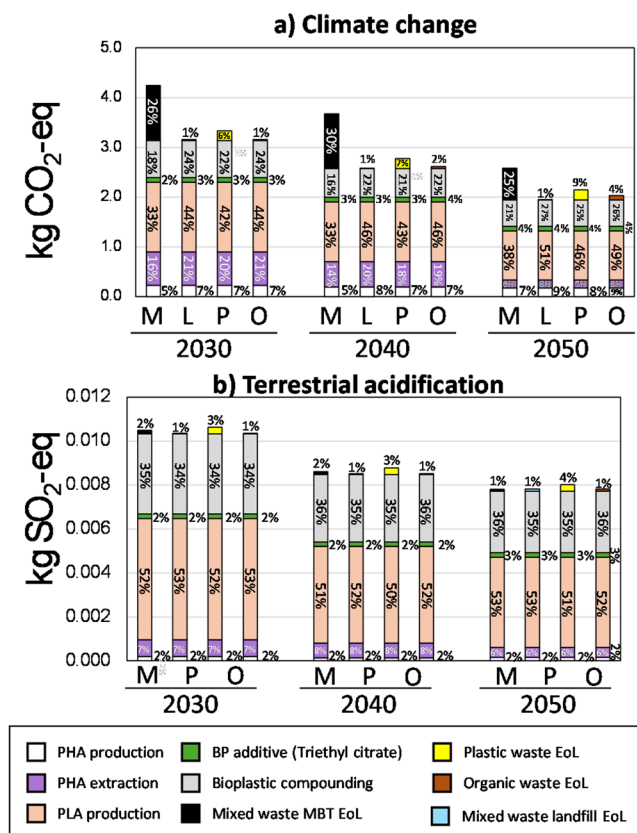 a) Climate change
kg CO2-eq
5.0
4.0
3.0
2.0
1.0
0.0
26% 1% 6% 1%
18% 24% 22% 24%
2% 3% 3% 3%
33% 44% 42% 44%
16% 21% 20% 21%
5% 7% 7% 7%
M L P O
2030
30% 1% 7% 2%
16% 22% 21% 22%
3% 3% 3% 4%
33% 46% 43% 46%
14% 20% 18% 19%
5% 8% 7% 7%
M L P O
2040
25% 1% 9% 4%
21% 27% 25% 26%
4% 4% 4% 4%
38% 51% 46% 49%
7% 9% 8% 9%
M L P O
2050
b) Terrestrial acidification
kg SO2-eq
0.012
0.010
0.008
0.006
0.004
0.002
0.000
2% 1% 3% 1%
35% 34% 34% 34%
2% 2% 2% 2%
52% 53% 52% 53%
7% 7% 7% 7%
2% 2% 2% 2%
M P O
2030
2% 1% 3% 1%
36% 35% 35% 36%
2% 2% 2% 2%
51% 52% 50% 52%
8% 8% 8% 8%
2% 2% 2% 2%
M P O
2040
1% 1% 4% 1%
36% 35% 35% 36%
3% 3% 3% 3%
53% 53% 51% 52%
2% 2% 2% 2%
M P O
2050
PHA production
BP additive (Triethyl citrate)
Plastic waste EoL
PHA extraction
Bioplastic compounding
Organic waste EoL
PLA production
Mixed waste MBT EoL
Mixed waste landfill EoL